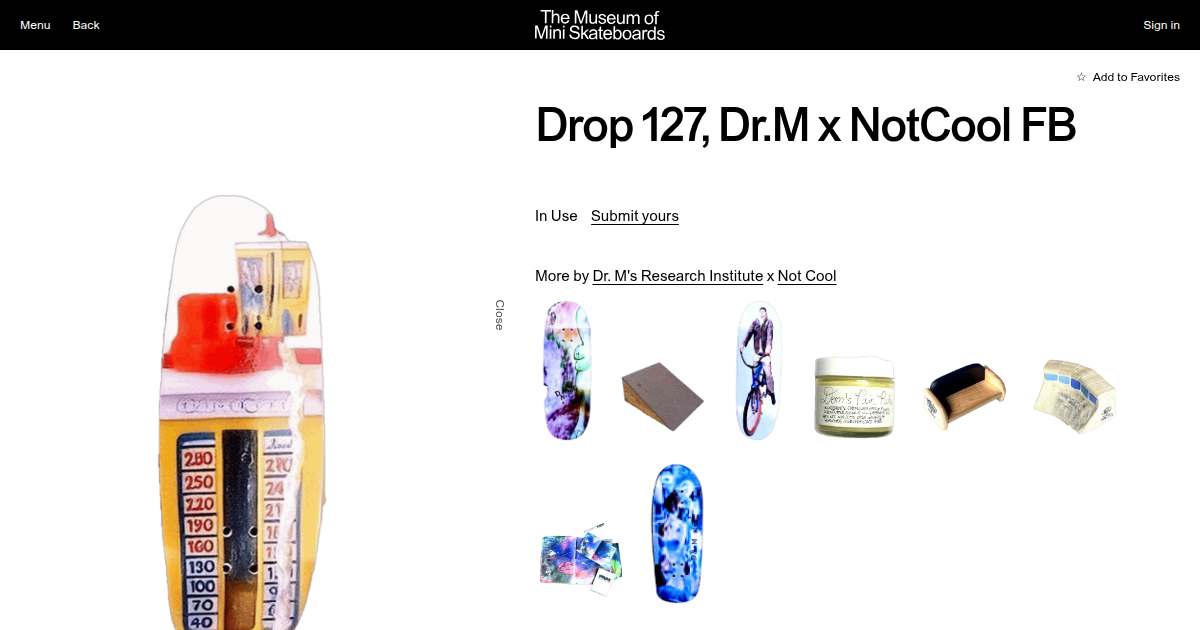 Menu
Back
The Museum of
Mini Skateboards
Sign in
☆ Add to Favorites
Drop 127, Dr.M x NotCool FB
In Use Submit yours
More by Dr. M's Research Institute x Not Cool
Close
280
250
220
190
160
130
100
70
40